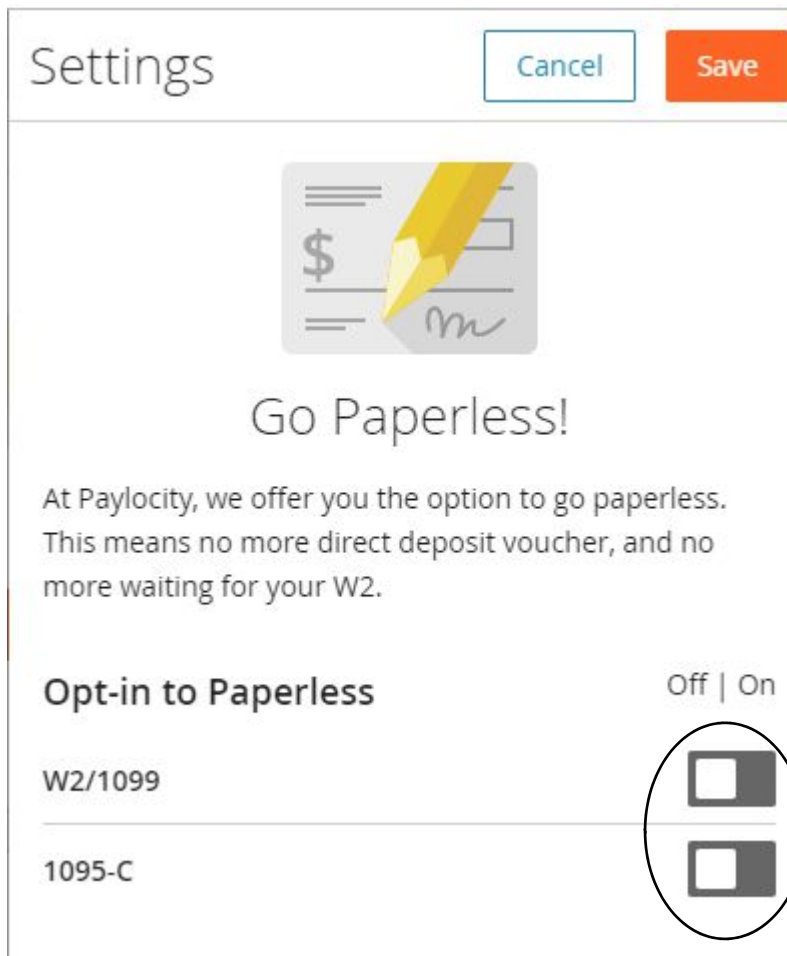 Settings
Cancel
Save
$
Go Paperless!
At Paylocity, we offer you the option to go paperless.
This means no more direct deposit voucher, and no
more waiting for your W2.
Opt-in to Paperless
Off | On
W2/1099
1095-C